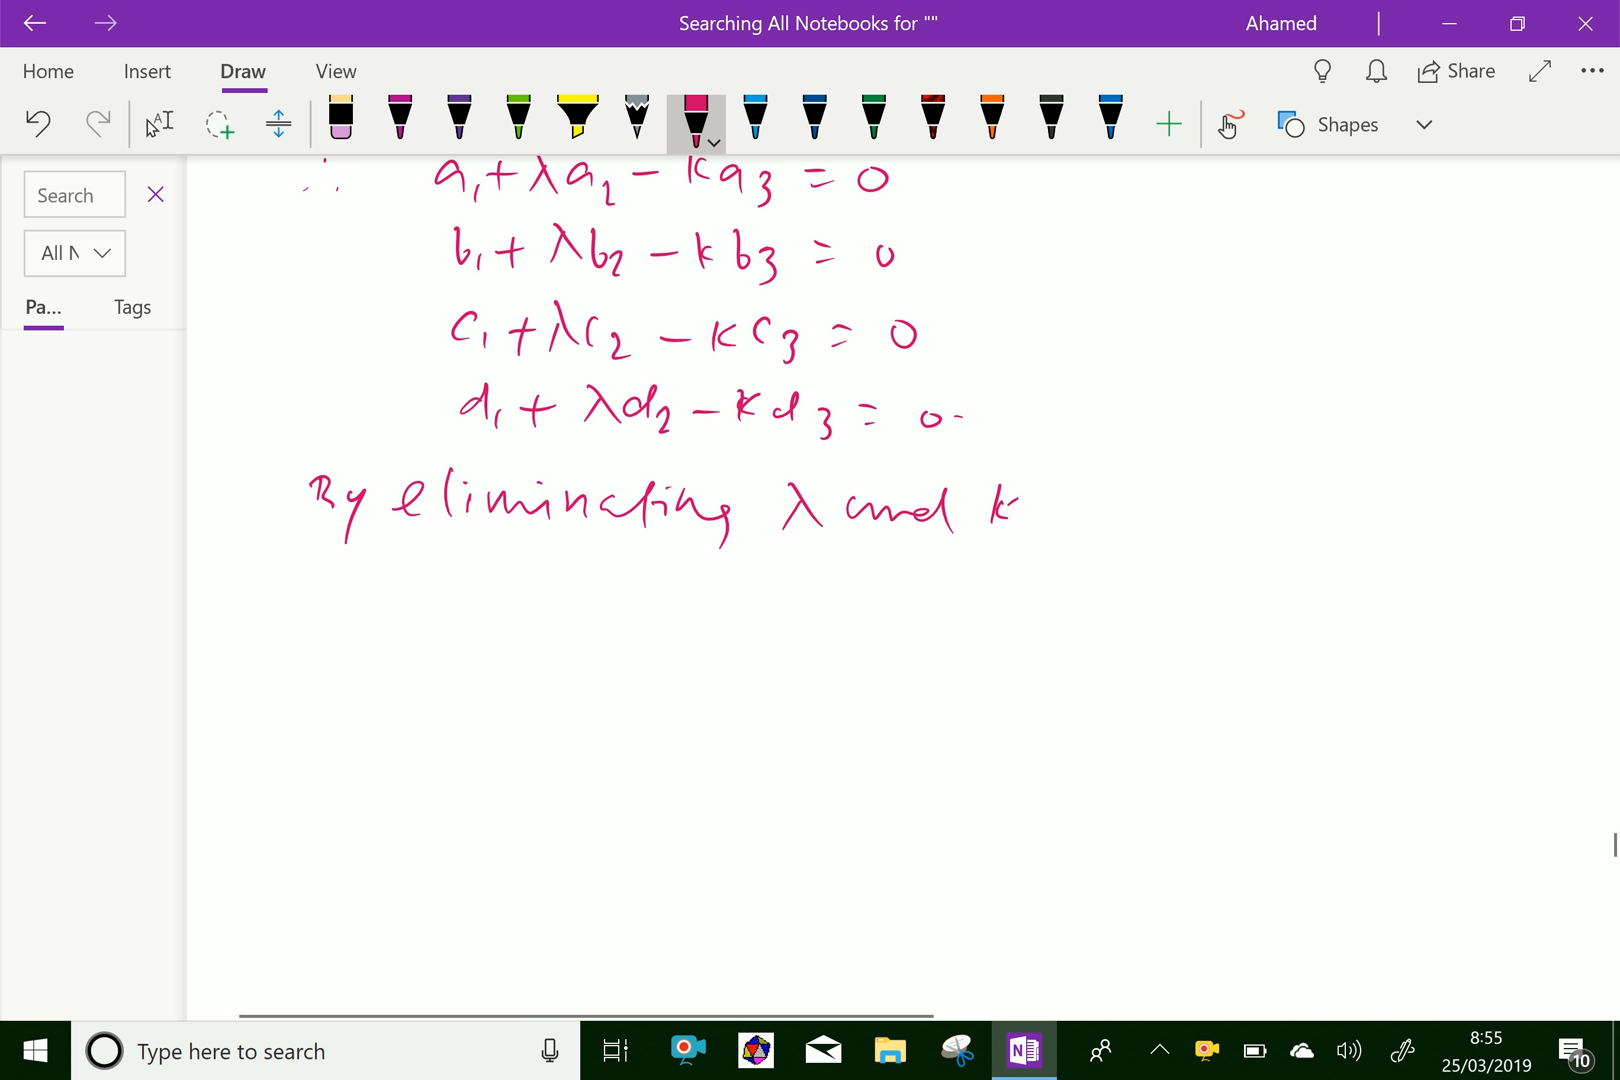 Searching All Notebooks for ""
Ahamed
Home Insert Draw View
Share
Shapes
∴ a₁ + λa₂ − ka₃ = 0
Search
b₁ + λb₂ − kb₃ = 0
All N
Pa... Tags
c₁ + λc₂ − kc₃ = 0
d₁ + λd₂ − kd₃ = 0.
By eliminating λ and k
Type here to search
N
8:55
25/03/2019
10